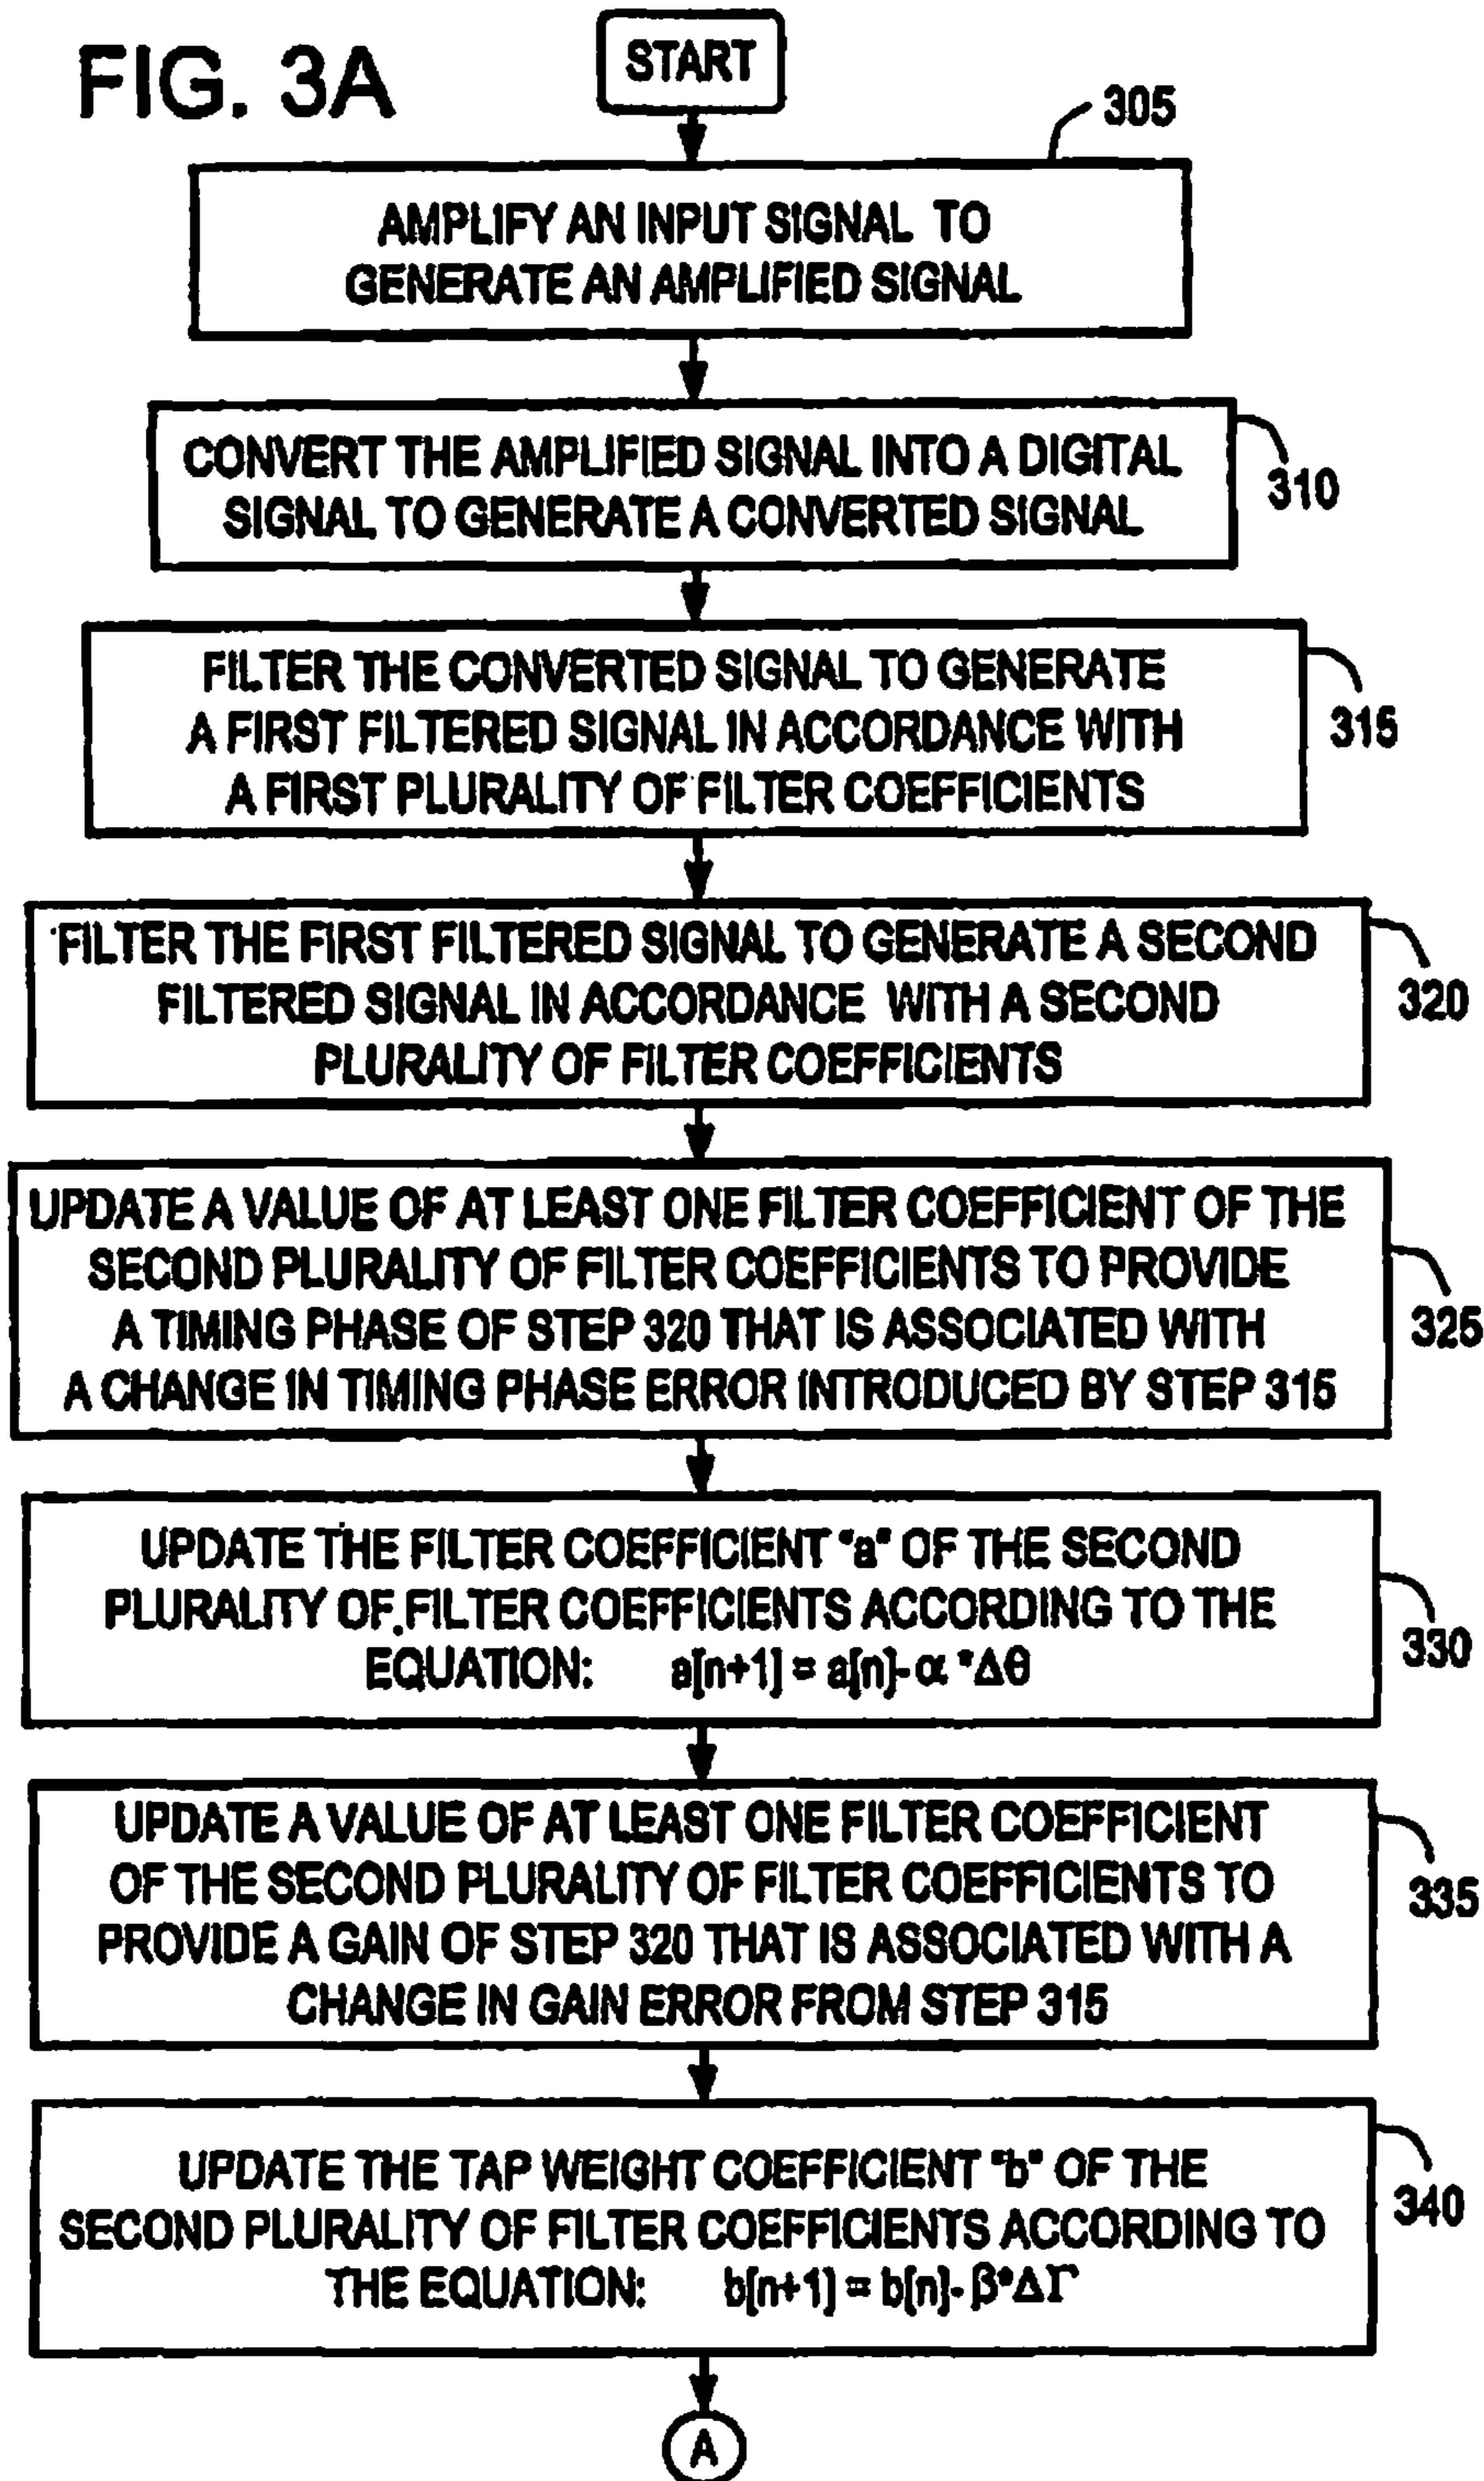 FIG. 3A
START
305
AMPLIFY AN INPUT SIGNAL TO
GENERATE AN AMPLIFIED SIGNAL
CONVERT THE AMPLIFIED SIGNAL INTO A DIGITAL
SIGNAL TO GENERATE A CONVERTED SIGNAL
310
FILTER THE CONVERTED SIGNAL TO GENERATE
A FIRST FILTERED SIGNAL IN ACCORDANCE WITH
A FIRST PLURALITY OF FILTER COEFFICIENTS
315
FILTER THE FIRST FILTERED SIGNAL TO GENERATE A SECOND
FILTERED SIGNAL IN ACCORDANCE WITH A SECOND
PLURALITY OF FILTER COEFFICIENTS
320
UPDATE A VALUE OF AT LEAST ONE FILTER COEFFICIENT OF THE
SECOND PLURALITY OF FILTER COEFFICIENTS TO PROVIDE
A TIMING PHASE OF STEP 320 THAT IS ASSOCIATED WITH
A CHANGE IN TIMING PHASE ERROR INTRODUCED BY STEP 315
325
UPDATE THE FILTER COEFFICIENT "a" OF THE SECOND
PLURALITY OF FILTER COEFFICIENTS ACCORDING TO THE
EQUATION: a[n+1] = a[n]- α *Δθ
330
UPDATE A VALUE OF AT LEAST ONE FILTER COEFFICIENT
OF THE SECOND PLURALITY OF FILTER COEFFICIENTS TO
PROVIDE A GAIN OF STEP 320 THAT IS ASSOCIATED WITH A
CHANGE IN GAIN ERROR FROM STEP 315
335
UPDATE THE TAP WEIGHT COEFFICIENT "b" OF THE
SECOND PLURALITY OF FILTER COEFFICIENTS ACCORDING TO
THE EQUATION: b[n+1] = b[n]- β*ΔΓ
340
A